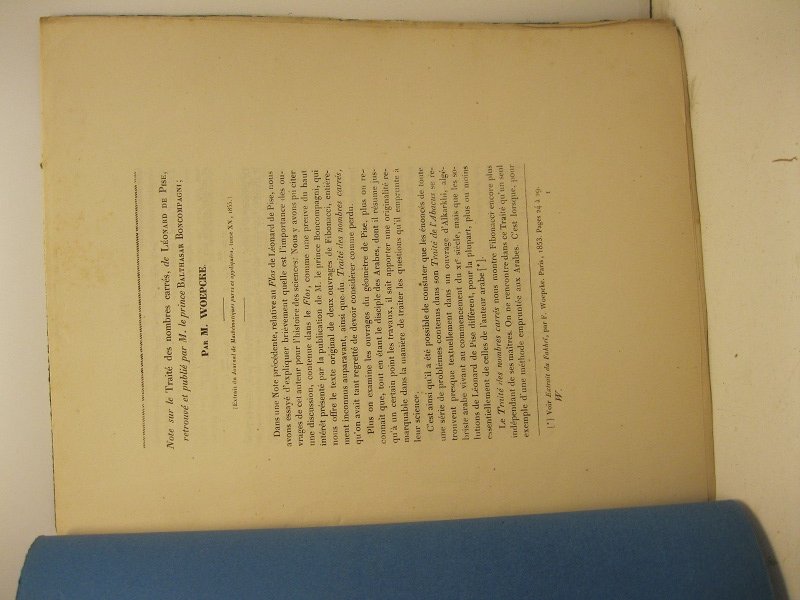 Note sur le Traité des nombres carrés, de LÉONARD DE PISE,
retrouvé et publié par M. le prince BALTHASAR BONCOMPAGNI;
PAR M. WOEPCKE.
(Extrait du Journal de Mathématiques pures et appliquées, tome XX, 1855.)
Dans une Note précédente, relative au Flos de Léonard de Pise, nous
avons essayé d'expliquer brièvement quelle est l'importance des ou-
vrages de cet auteur pour l'histoire des sciences. Nous y avons pu citer
une discussion, contenue dans le Flos, comme une preuve du haut
intérêt présenté par la publication de M. le prince Boncompagni, qui
nous offre le texte original de deux ouvrages de Fibonacci, entière-
ment inconnus auparavant, ainsi que du Traité des nombres carrés,
qu'on avait tant regretté de devoir considérer comme perdu.
Plus on examine les ouvrages du géomètre de Pise, plus on re-
connaît que, tout en étant le disciple des Arabes, dont il résume jus-
qu'à un certain point les travaux, il sait apporter une originalité re-
marquable dans la manière de traiter les questions qu'il emprunte à
leur science.
C'est ainsi qu'il a été possible de constater que les énoncés de toute
une série de problèmes contenus dans son Traité de l'Abacus se re-
trouvent presque textuellement dans un ouvrage d'Alkarkhi, algé-
briste arabe vivant au commencement du XIe siècle, mais que les so-
lutions de Léonard de Pise diffèrent, pour la plupart, plus ou moins
essentiellement de celles de l'auteur arabe [*].
Le Traité des nombres carrés nous montre Fibonacci encore plus
indépendant de ses maîtres. On ne rencontre dans ce Traité qu'un seul
exemple d'une méthode empruntée aux Arabes. C'est lorsque, pour
[*] Voir Extrait du Fakhrî, par F. Woepcke. Paris, 1853. Pages 24 à 29.
W. 1